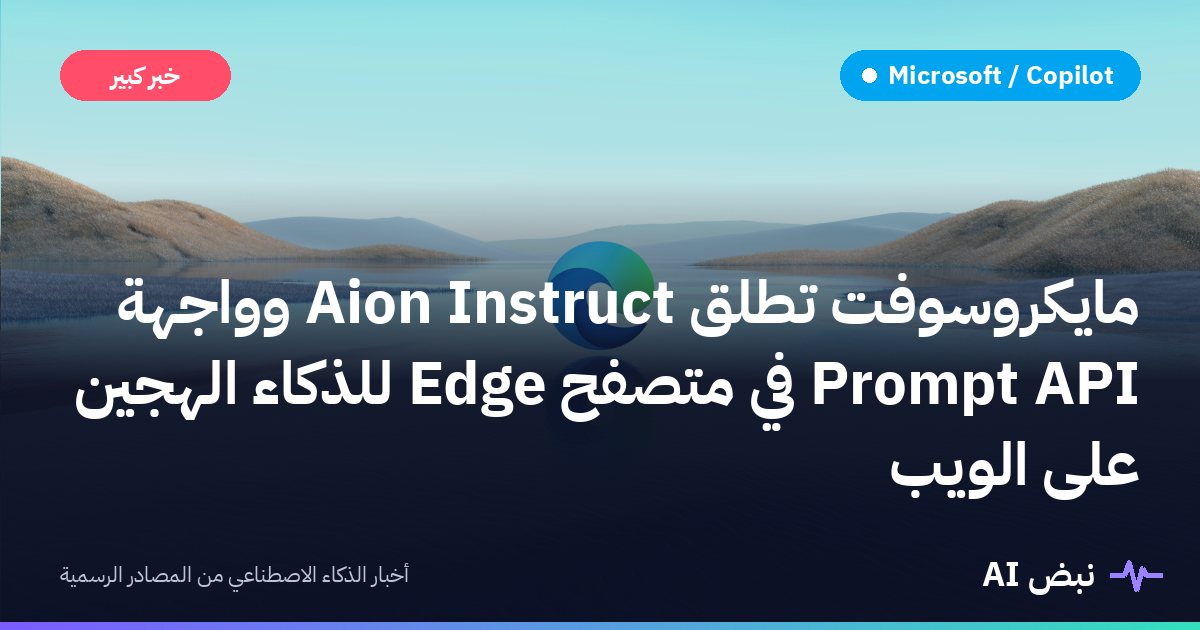 Microsoft / Copilot
خبر كبير
مايكروسوفت تطلق Aion Instruct وواجهة
Prompt API في متصفح Edge للذكاء الهجين
على الويب
نبض AI
أخبار الذكاء الاصطناعي من المصادر الرسمية